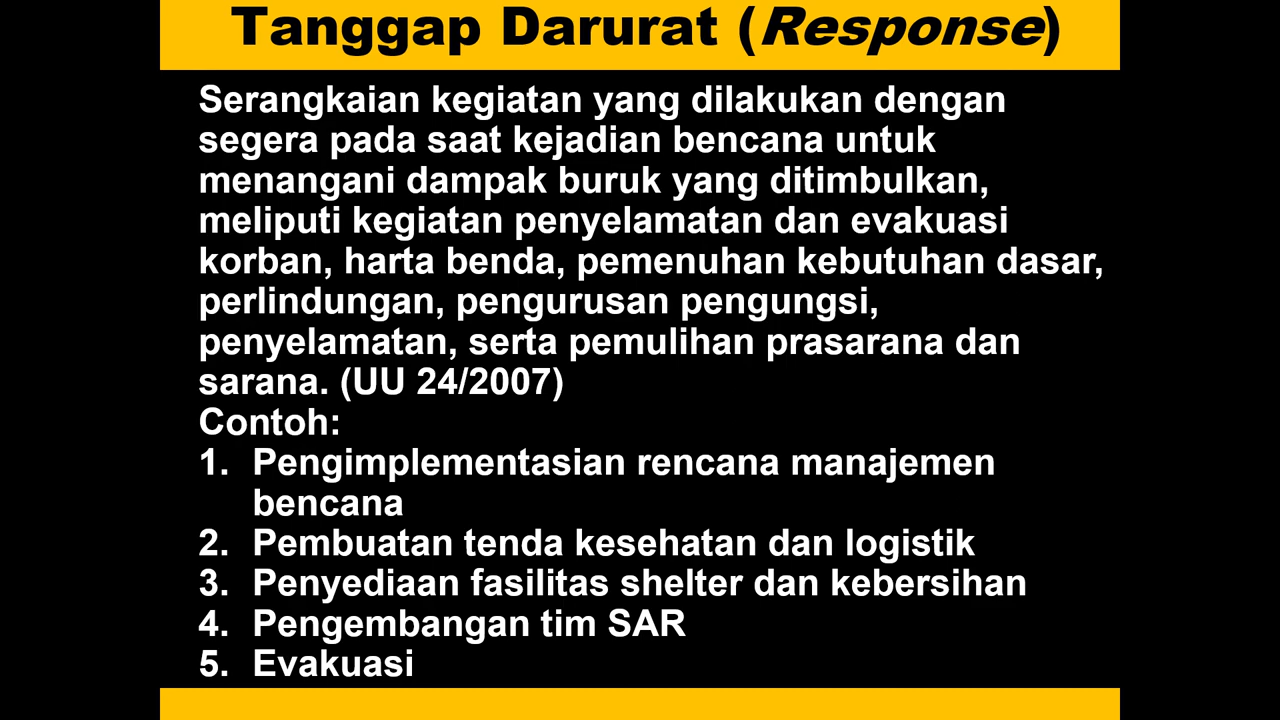 Tanggap Darurat (Response)
Serangkaian kegiatan yang dilakukan dengan
segera pada saat kejadian bencana untuk
menangani dampak buruk yang ditimbulkan,
meliputi kegiatan penyelamatan dan evakuasi
korban, harta benda, pemenuhan kebutuhan dasar,
perlindungan, pengurusan pengungsi,
penyelamatan, serta pemulihan prasarana dan
sarana. (UU 24/2007)
Contoh:
1. Pengimplementasian rencana manajemen
bencana
2. Pembuatan tenda kesehatan dan logistik
3. Penyediaan fasilitas shelter dan kebersihan
4. Pengembangan tim SAR
5. Evakuasi